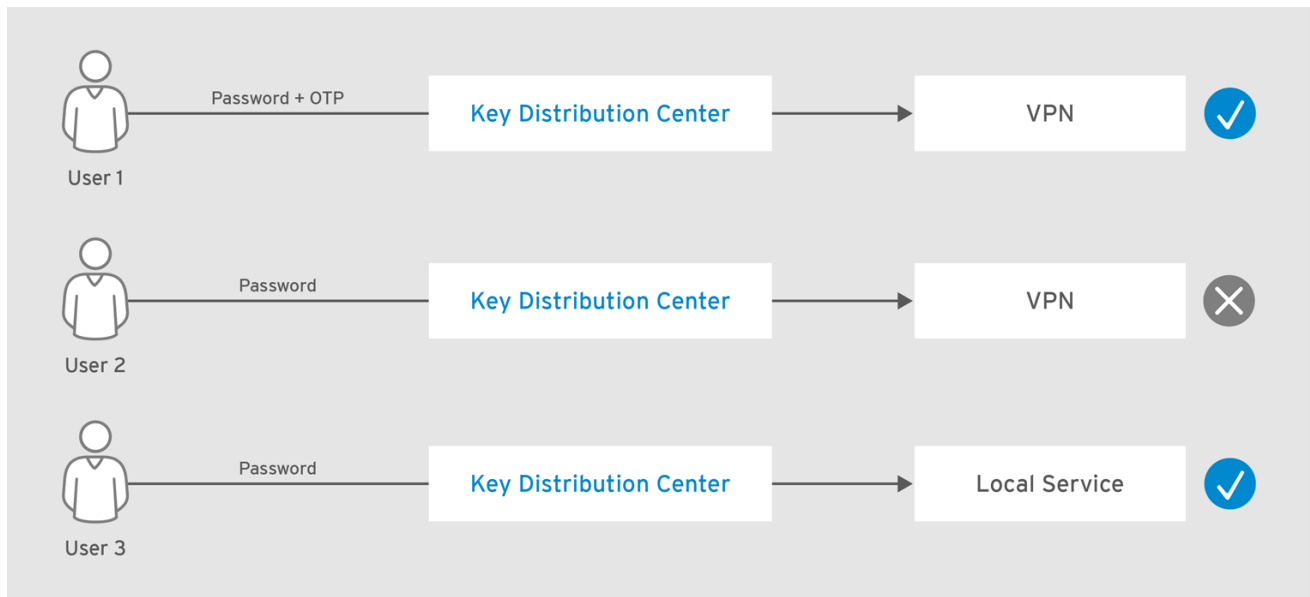 Password + OTP
Key Distribution Center
VPN
User 1
Password
Key Distribution Center
VPN
User 2
Password
Key Distribution Center
Local Service
User 3